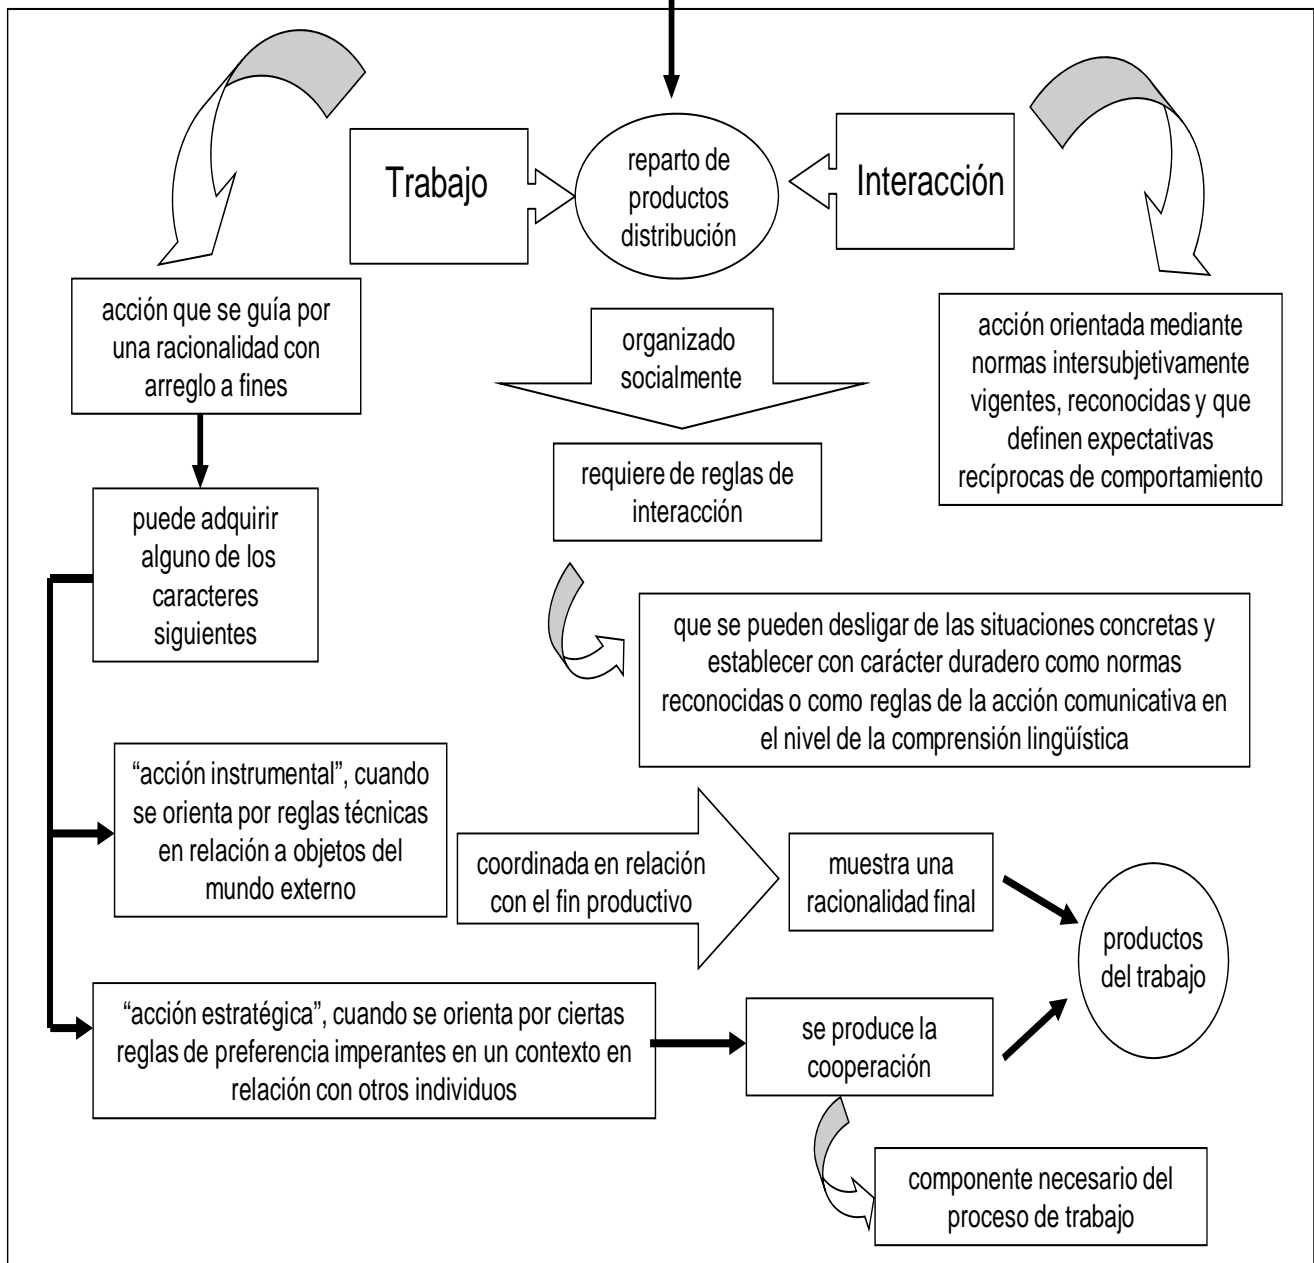 Trabajo
reparto de
productos
distribución
Interacción
acción que se guía por
una racionalidad con
arreglo a fines
organizado
socialmente
acción orientada mediante
normas intersubjetivamente
vigentes, reconocidas y que
definen expectativas
recíprocas de comportamiento
requiere de reglas de
interacción
puede adquirir
alguno de los
caracteres
siguientes
que se pueden desligar de las situaciones concretas y
establecer con carácter duradero como normas
reconocidas o como reglas de la acción comunicativa en
el nivel de la comprensión lingüística
“acción instrumental”, cuando
se orienta por reglas técnicas
en relación a objetos del
mundo externo
coordinada en relación
con el fin productivo
muestra una
racionalidad final
productos
del trabajo
“acción estratégica”, cuando se orienta por ciertas
reglas de preferencia imperantes en un contexto en
relación con otros individuos
se produce la
cooperación
componente necesario del
proceso de trabajo